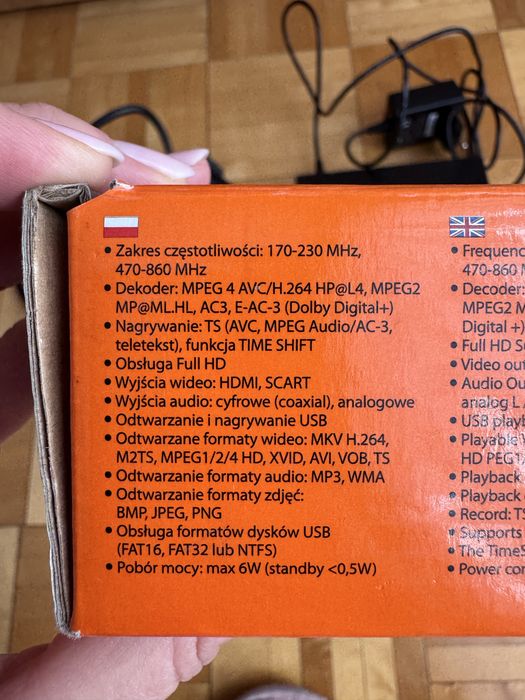 • Zakres częstotliwości: 170-230 MHz,
470-860 MHz
• Dekoder: MPEG 4 AVC/H.264 HP@L4, MPEG2
MP@ML.HL, AC3, E-AC-3 (Dolby Digital+)
• Nagrywanie: TS (AVC, MPEG Audio/AC-3,
teletekst), funkcja TIME SHIFT
• Obsługa Full HD
• Wyjścia wideo: HDMI, SCART
• Wyjścia audio: cyfrowe (coaxial), analogowe
• Odtwarzanie i nagrywanie USB
• Odtwarzane formaty wideo: MKV H.264,
M2TS, MPEG1/2/4 HD, XVID, AVI, VOB, TS
• Odtwarzanie formaty audio: MP3, WMA
• Odtwarzanie formaty zdjęć:
BMP, JPEG, PNG
• Obsługa formatów dysków USB
(FAT16, FAT32 lub NTFS)
• Pobór mocy: max 6W (standby <0,5W)
• Frequenc
470-860 M
• Decoder:
MPEG2 M
Digital +)
• Full HD S
• Video out
• Audio Ou
analog L /
• USB playb
• Playable V
HD PEG1/
• Playback
• Playback
• Record: TS
• Supports
• The TimeS
• Power con